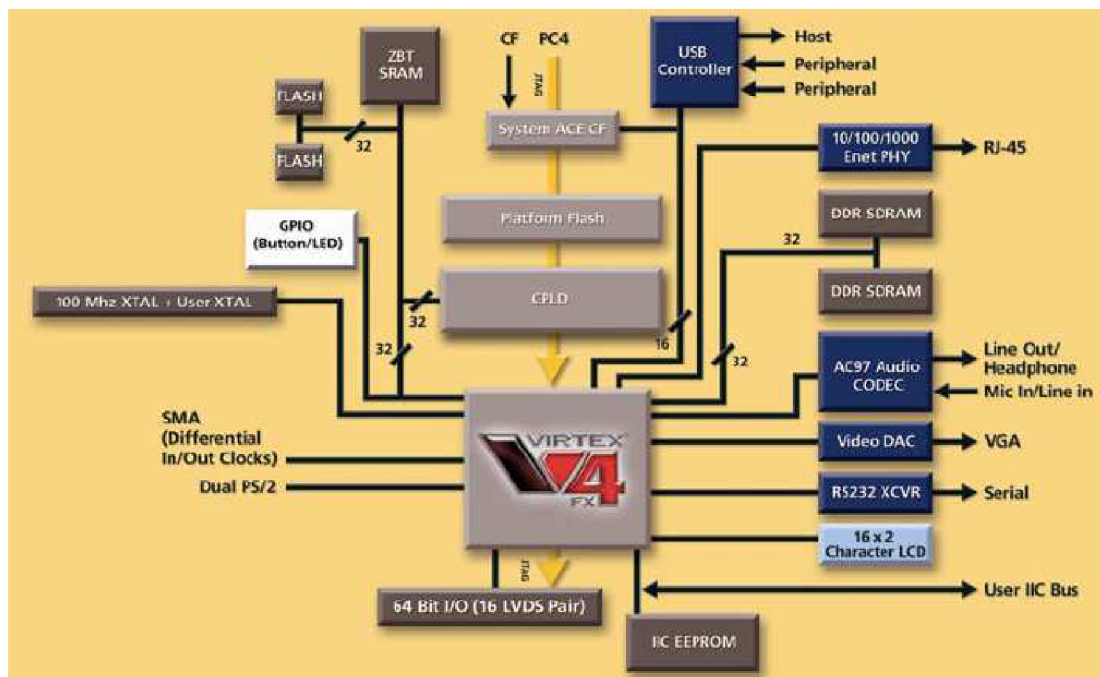 CF
PC4
JTAG
ZBT
SRAM
USB
Controller
Host
Peripheral
Peripheral
FLASH
FLASH
32
System ACE CF
10/100/1000
Enet PHY
RJ-45
Platform Flash
DDR SDRAM
32
DDR SDRAM
GPIO
(Button/LED)
100 Mhz XTAL + User XTAL
CPLD
32
32
16
32
AC97 Audio
CODEC
Line Out/
Headphone
Mic In/Line in
SMA
(Differential
In/Out Clocks)
Dual PS/2
VIRTEX
4
FX
Video DAC
VGA
RS232 XCVR
Serial
16 x 2
Character LCD
JTAG
64 Bit I/O (16 LVDS Pair)
User IIC Bus
IIC EEPROM